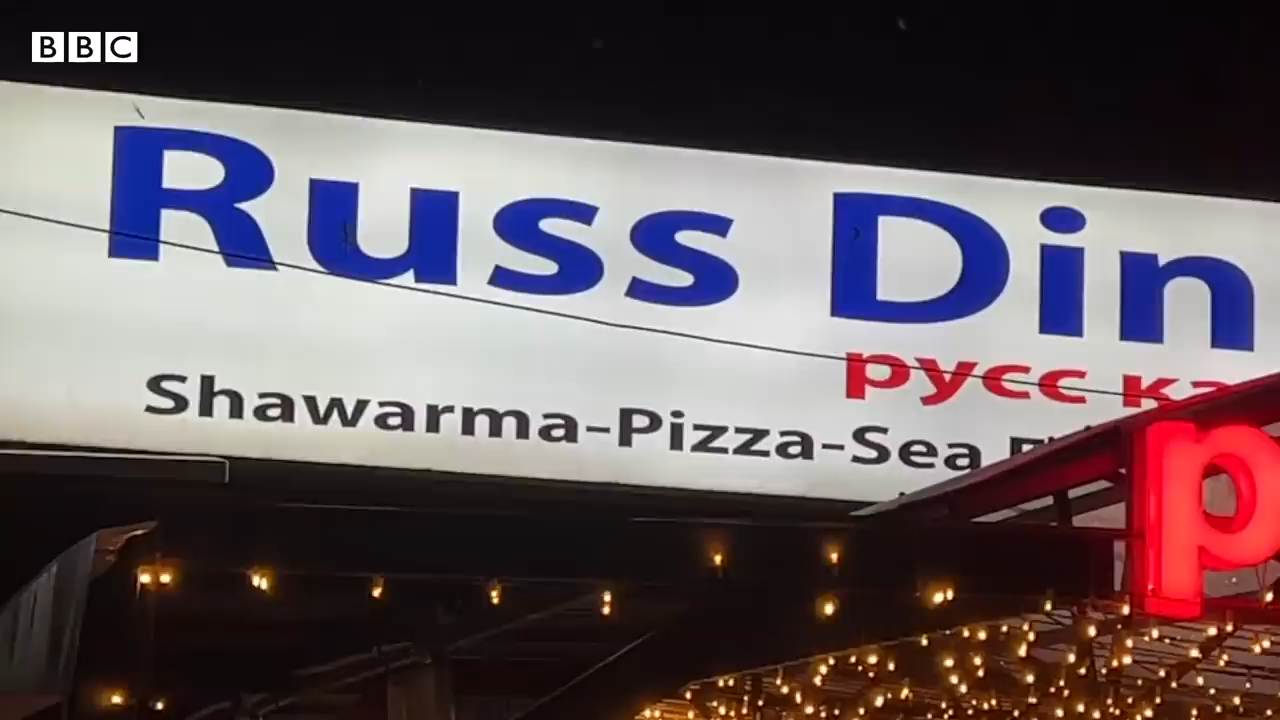 BBC
Russ Din
русс ка
Shawarma-Pizza-Sea
p